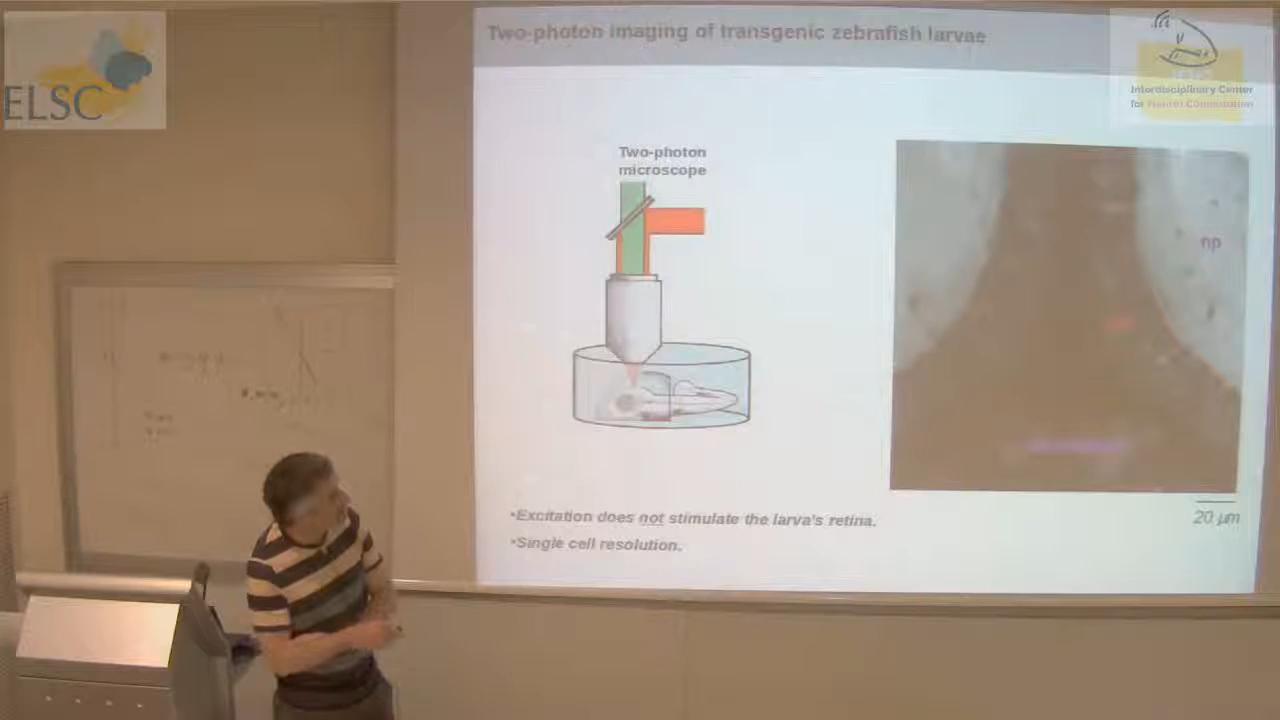 ELSC
Two-photon imaging of transgenic zebrafish larvae
Interdisciplinary Center
for Neural Computation
Two-photon
microscope
np
•Excitation does not stimulate the larva's retina.
•Single cell resolution.
20 µm